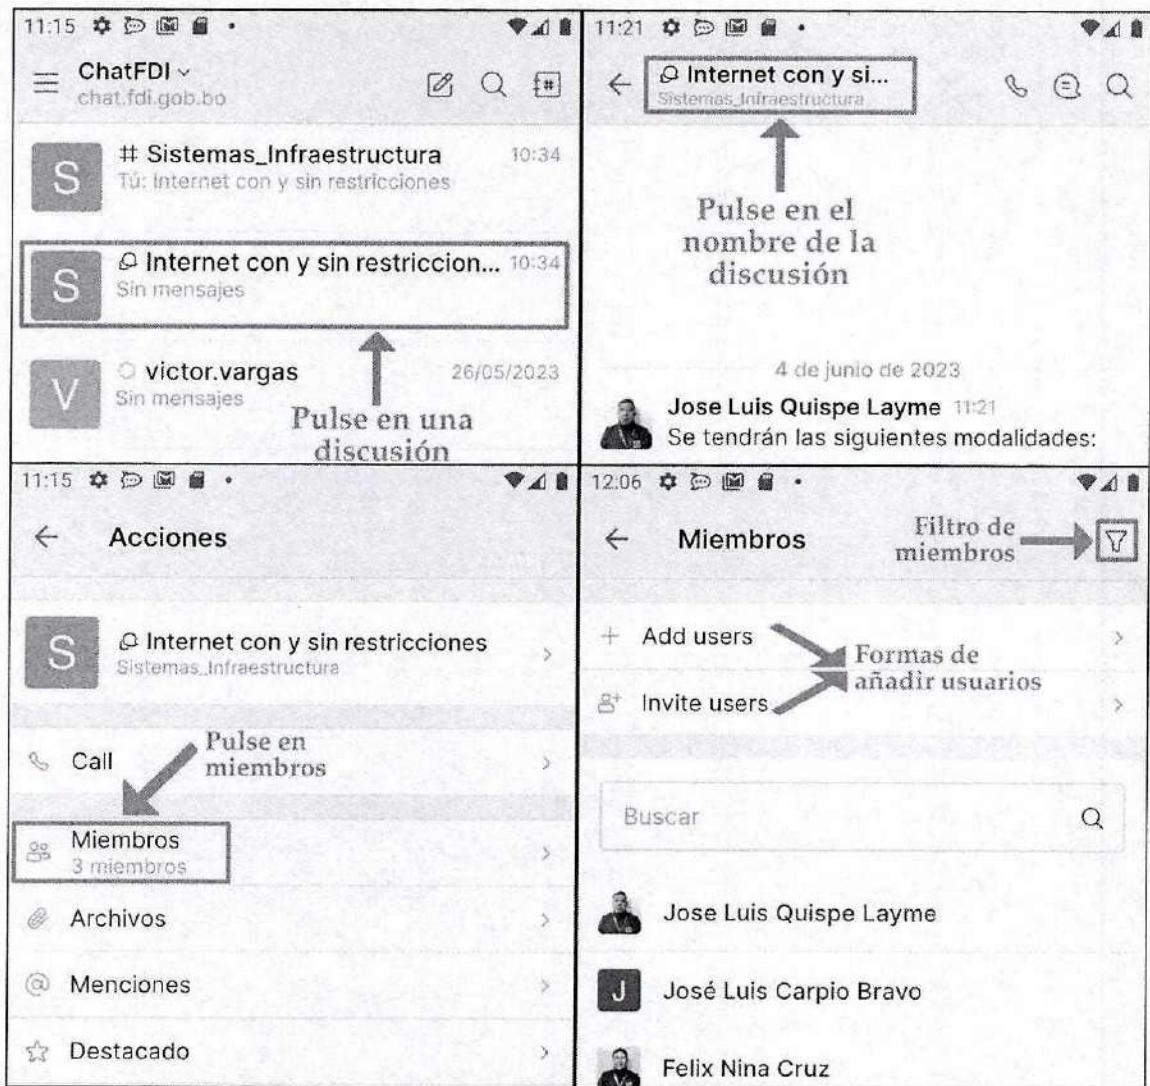 11:15
ChatFDI
chat.fdi.gob.bo
S
# Sistemas_Infraestructura 10:34
Tú: Internet con y sin restricciones
S
Internet con y sin restriccion... 10:34
Sin mensajes
V
victor.vargas 26/05/2023
Sin mensajes
Pulse en una
discusión
11:21
Internet con y si...
Sistemas_Infraestructura
Pulse en el
nombre de la
discusión
4 de junio de 2023
Jose Luis Quispe Layme 11:21
Se tendrán las siguientes modalidades:
11:15
Acciones
S
Internet con y sin restricciones
Sistemas_Infraestructura
Call
Pulse en
miembros
Miembros
3 miembros
Archivos
@ Menciones
Destacado
12:06
Miembros
Filtro de
miembros
+ Add users
Formas de
añadir usuarios
Invite users
Buscar
Jose Luis Quispe Layme
J
José Luis Carpio Bravo
Felix Nina Cruz